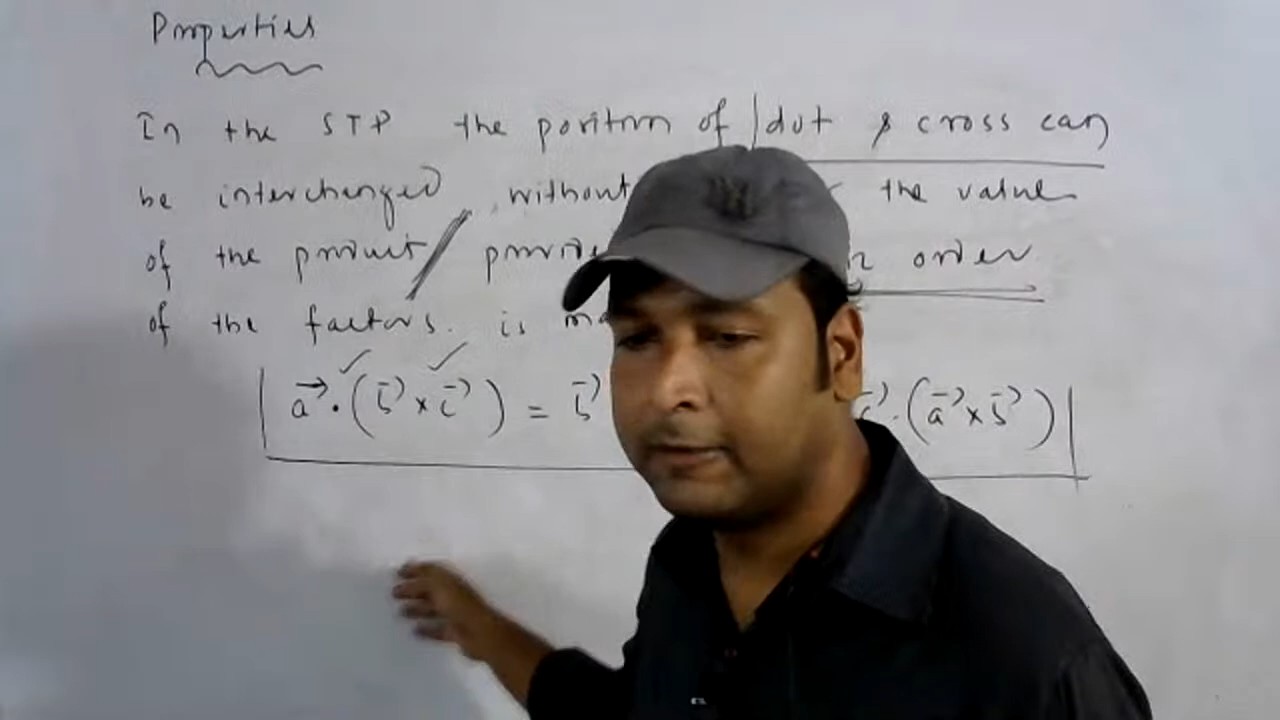 Properties
In the STP the position of dot & cross can
be interchanged without the value
of the product order
of the factors. is
a⃗ · (b⃗ × c⃗) = b⃗ · (a⃗ × b⃗)